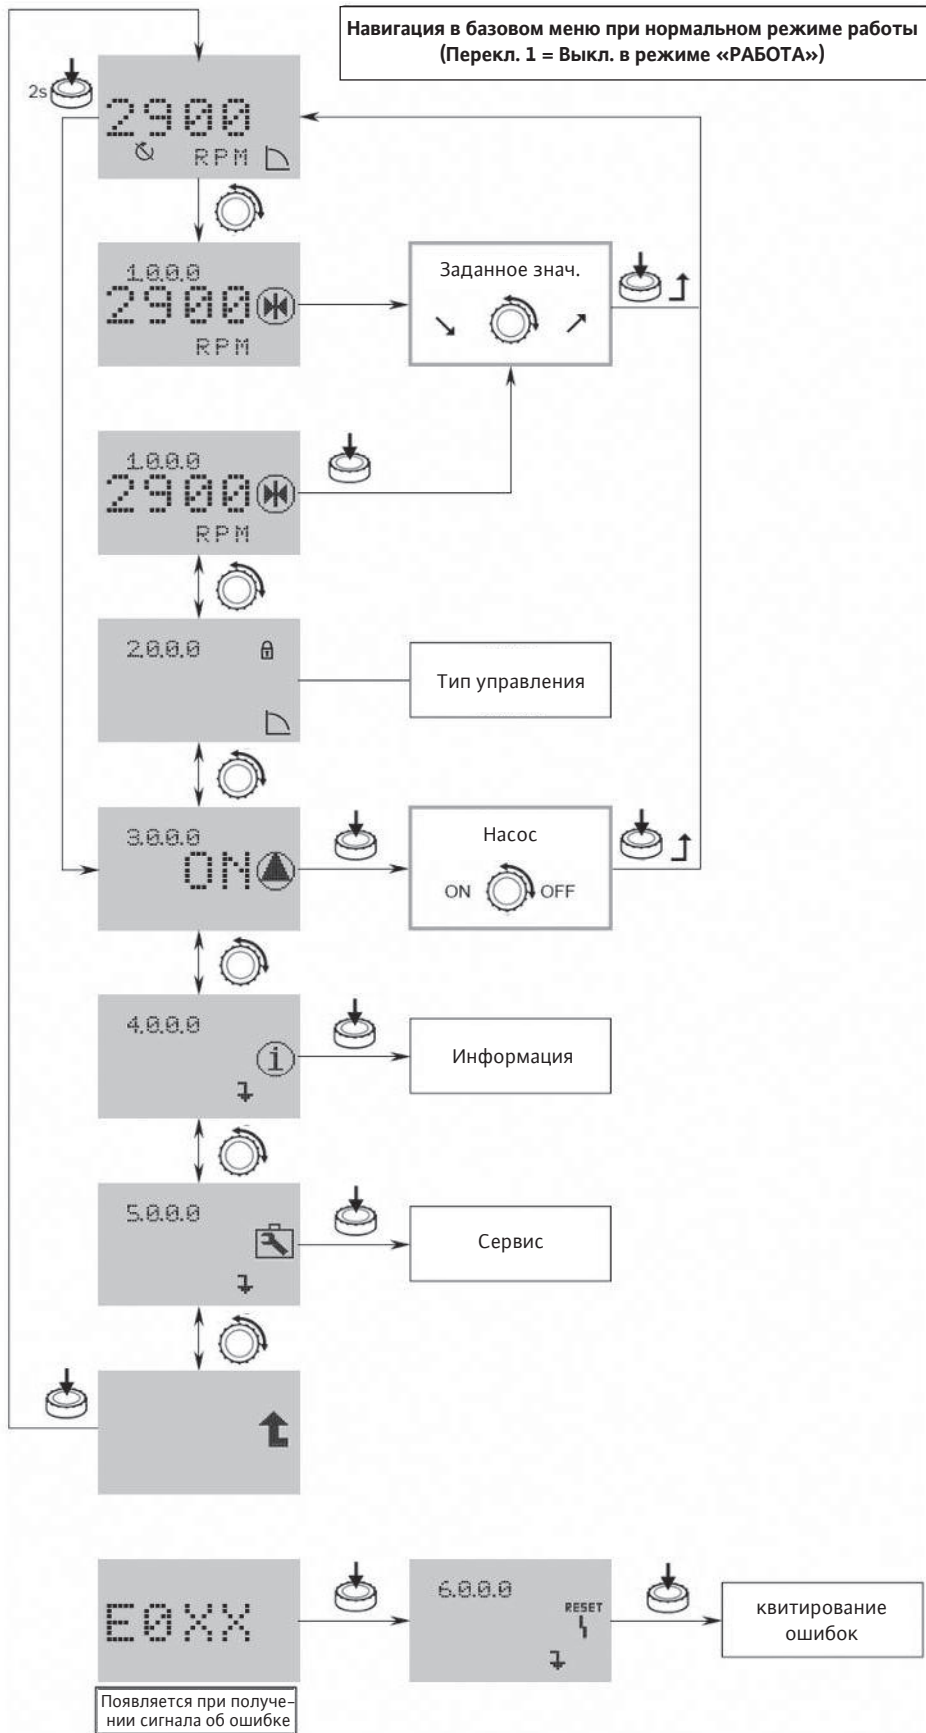 Навигация в базовом меню при нормальном режиме работы
(Перекл. 1 = Выкл. в режиме «РАБОТА»)
2s
2900
RPM
1.0.0.0
2900
RPM
Заданное знач.
1.0.0.0
2900
RPM
2.0.0.0
Тип управления
3.0.0.0
ON
Насос
ON OFF
4.0.0.0
i
Информация
5.0.0.0
Сервис
E0XX
6.0.0.0
RESET
квитирование
ошибок
Появляется при получе-
нии сигнала об ошибке